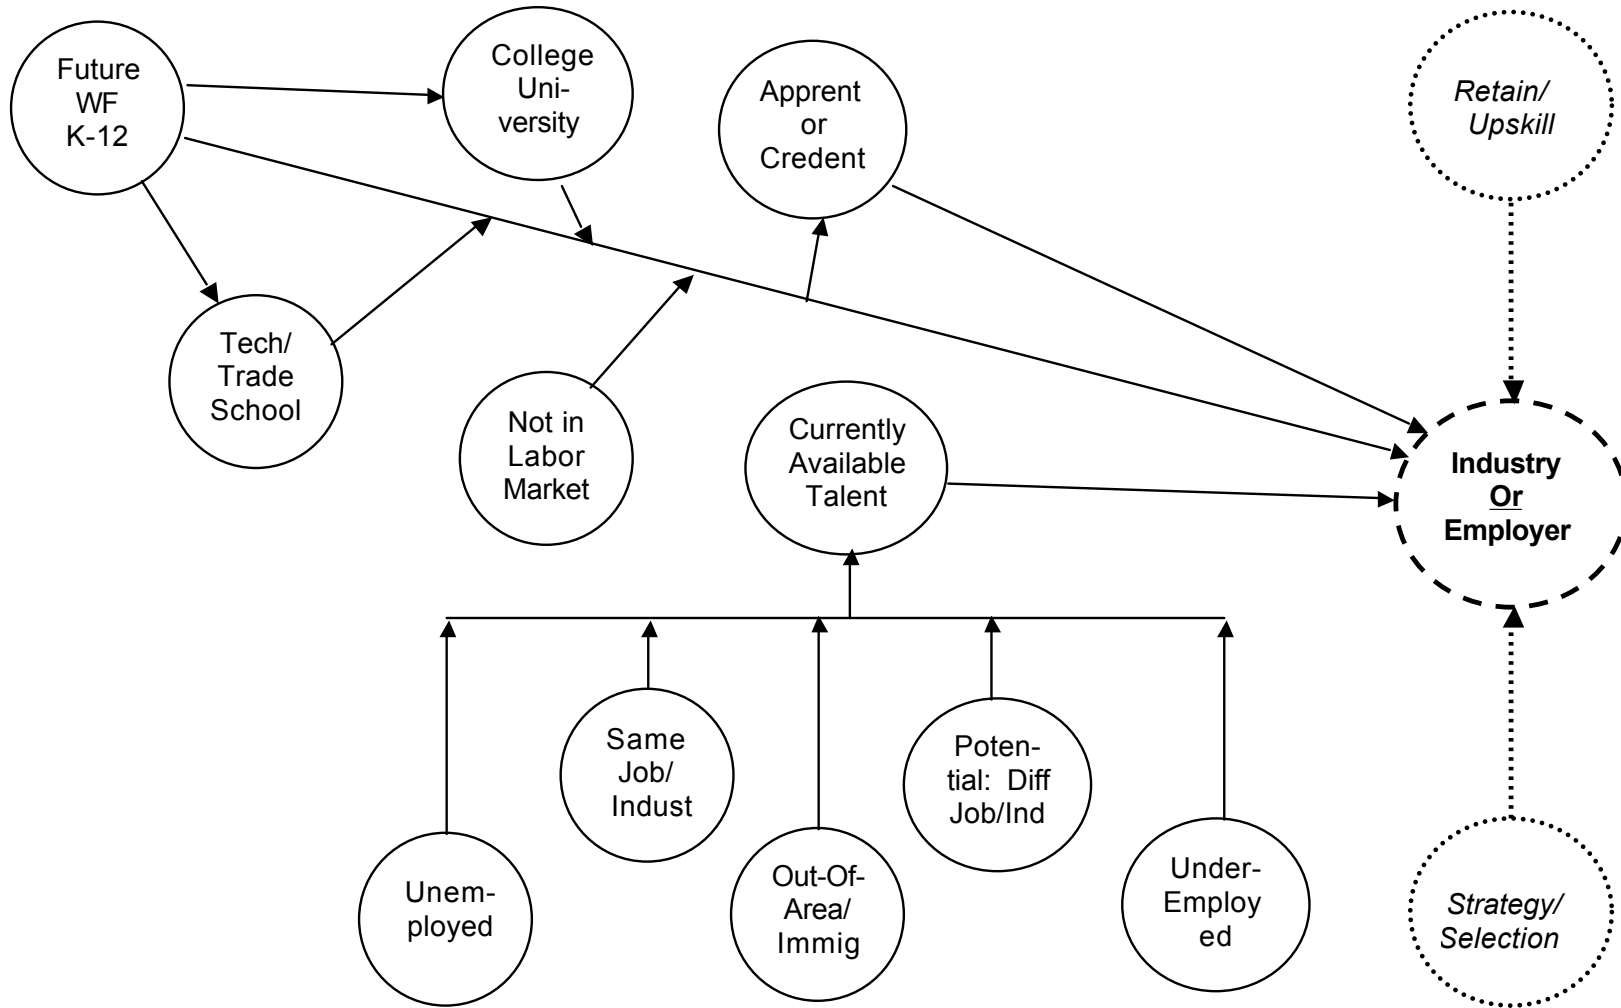 Future
WF
K-12
College
Uni-
versity
Apprent
or
Credent
Retain/
Upskill
Tech/
Trade
School
Not in
Labor
Market
Currently
Available
Talent
Industry
Or
Employer
Same
Job/
Indust
Poten-
tial: Diff
Job/Ind
Unem-
ployed
Out-Of-
Area/
Immig
Under-
Employ
ed
Strategy/
Selection